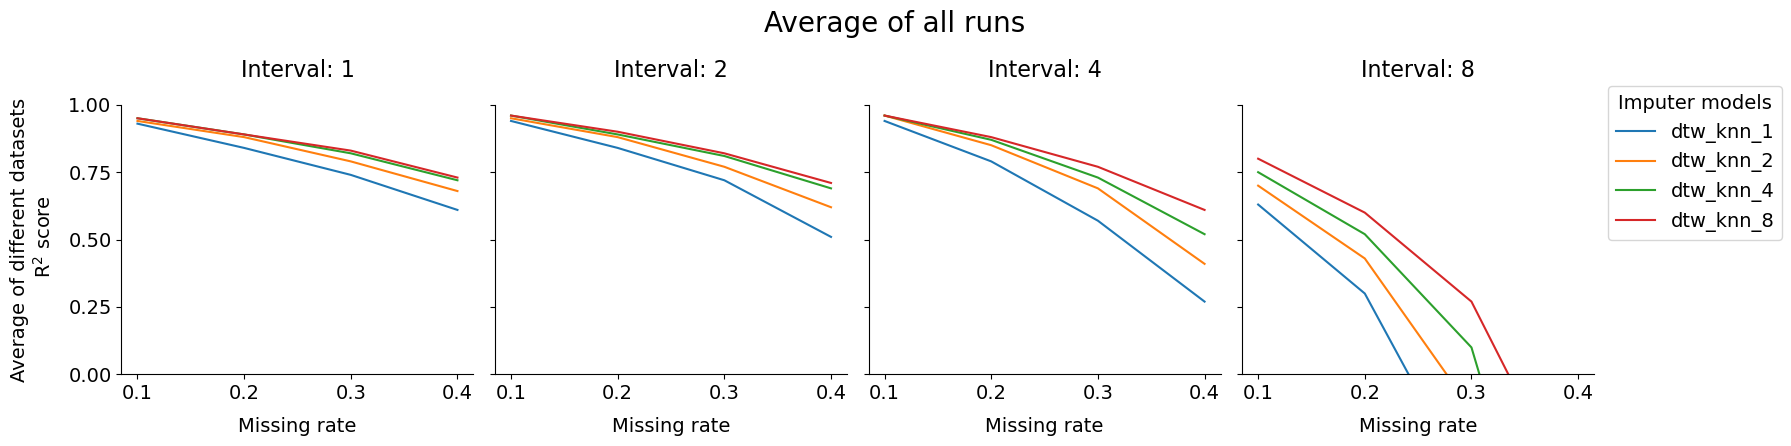 Average of all runs
Interval: 1
Interval: 2
Interval: 4
Interval: 8
Average of different datasets
R² score
1.00
0.75
0.50
0.25
0.00
0.1 0.2 0.3 0.4
Missing rate
0.1 0.2 0.3 0.4
Missing rate
0.1 0.2 0.3 0.4
Missing rate
0.1 0.2 0.3 0.4
Missing rate
Imputer models
dtw_knn_1
dtw_knn_2
dtw_knn_4
dtw_knn_8